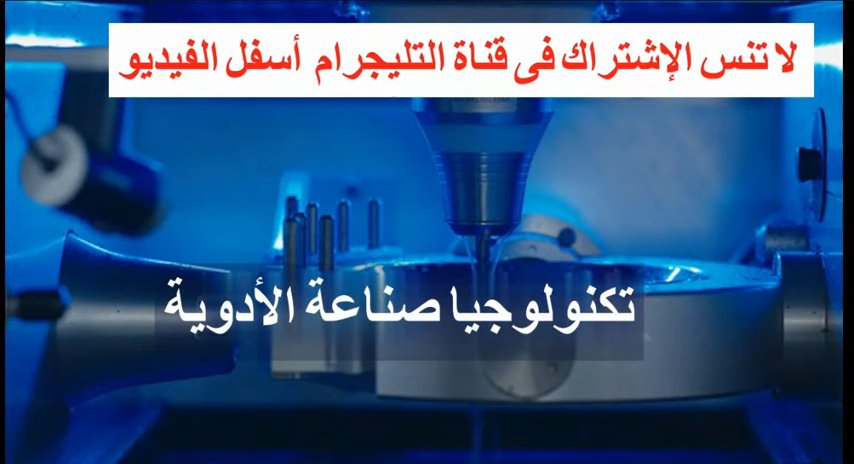 لا تنس الإشتراك فى قناة التليجرام أسفل الفيديو
تكنولوجيا صناعة الأدوية